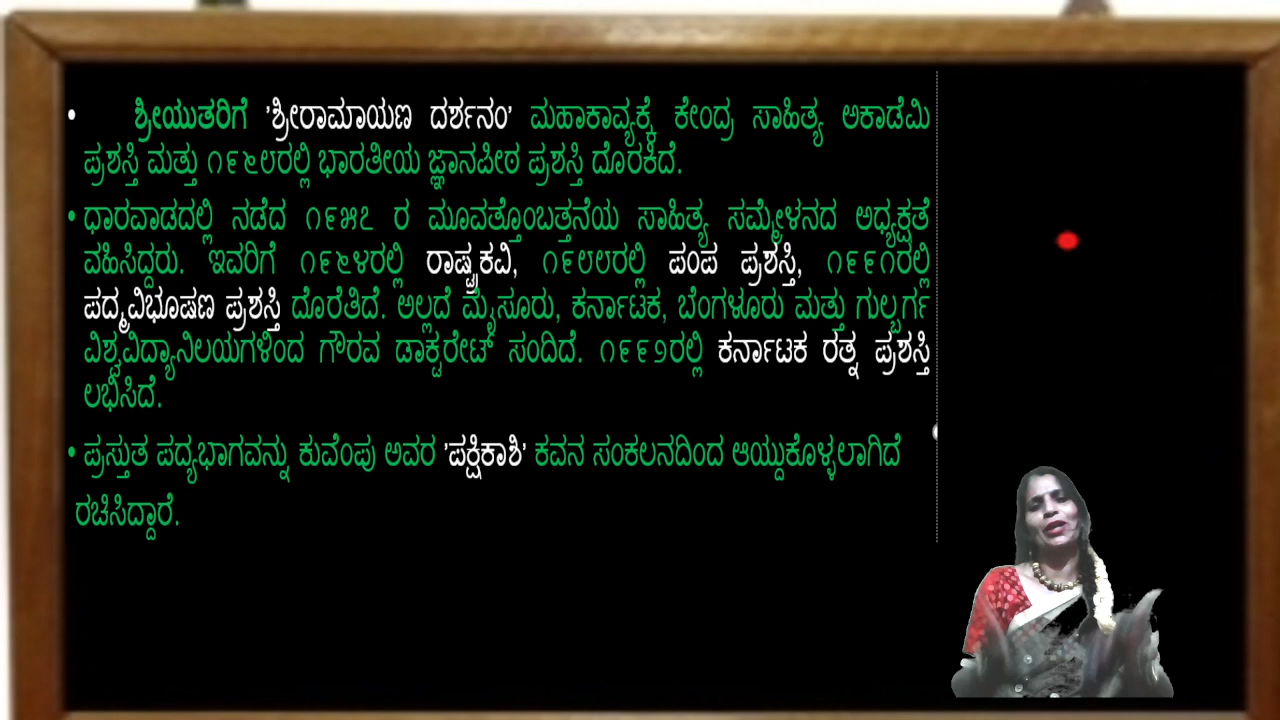 • ಶ್ರೀಯುತರಿಗೆ 'ಶ್ರೀರಾಮಾಯಣ ದರ್ಶನಂ' ಮಹಾಕಾವ್ಯಕ್ಕೆ ಕೇಂದ್ರ ಸಾಹಿತ್ಯ ಅಕಾಡೆಮಿ
ಪ್ರಶಸ್ತಿ ಮತ್ತು ೧೯೬೮ರಲ್ಲಿ ಭಾರತೀಯ ಜ್ಞಾನಪೀಠ ಪ್ರಶಸ್ತಿ ದೊರಕಿದೆ.
• ಧಾರವಾಡದಲ್ಲಿ ನಡೆದ ೧೯೫೭ ರ ಮೂವತ್ತೊಂಬತ್ತನೆಯ ಸಾಹಿತ್ಯ ಸಮ್ಮೇಳನದ ಅಧ್ಯಕ್ಷತೆ
ವಹಿಸಿದ್ದರು. ಇವರಿಗೆ ೧೯೬೪ರಲ್ಲಿ ರಾಷ್ಟ್ರಕವಿ, ೧೯೮೮ರಲ್ಲಿ ಪಂಪ ಪ್ರಶಸ್ತಿ, ೧೯೯೧ರಲ್ಲಿ
ಪದ್ಮವಿಭೂಷಣ ಪ್ರಶಸ್ತಿ ದೊರೆತಿದೆ. ಅಲ್ಲದೆ ಮೈಸೂರು, ಕರ್ನಾಟಕ, ಬೆಂಗಳೂರು ಮತ್ತು ಗುಲ್ಬರ್ಗ
ವಿಶ್ವವಿದ್ಯಾನಿಲಯಗಳಿಂದ ಗೌರವ ಡಾಕ್ಟರೇಟ್ ಸಂದಿದೆ. ೧೯೯೨ರಲ್ಲಿ ಕರ್ನಾಟಕ ರತ್ನ ಪ್ರಶಸ್ತಿ
ಲಭಿಸಿದೆ.
• ಪ್ರಸ್ತುತ ಪದ್ಯಭಾಗವನ್ನು ಕುವೆಂಪು ಅವರ 'ಪಕ್ಷಿಕಾಶಿ' ಕವನ ಸಂಕಲನದಿಂದ ಆಯ್ದುಕೊಳ್ಳಲಾಗಿದೆ
ರಚಿಸಿದ್ದಾರೆ.